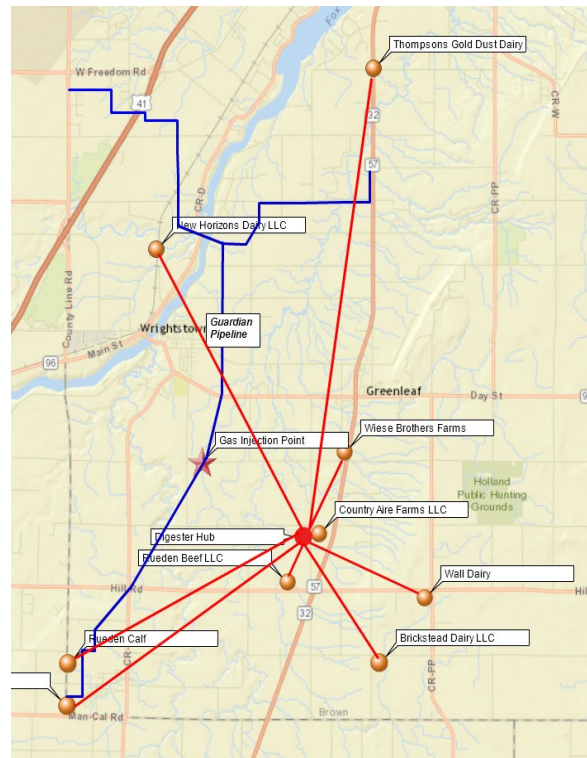 Fox
Thompsons Gold Dust Dairy
W Freedom Rd
41
32
CR-PP
CR-W
57
CR-D
New Horizons Dairy LLC
County Line Rd
Guardian
Pipeline
Wrightstown
Main St
96
Greenleaf
Day St
Wiese Brothers Farms
Gas Injection Point
Holland
Public Hunting
Grounds
Country Aire Farms LLC
Digester Hub
Rueden Beef LLC
Wall Dairy
Hill Rd
57
Hil
32
Rueden Calf
CR-
Brickstead Dairy LLC
CR-PP
Man-Cal Rd
Brown